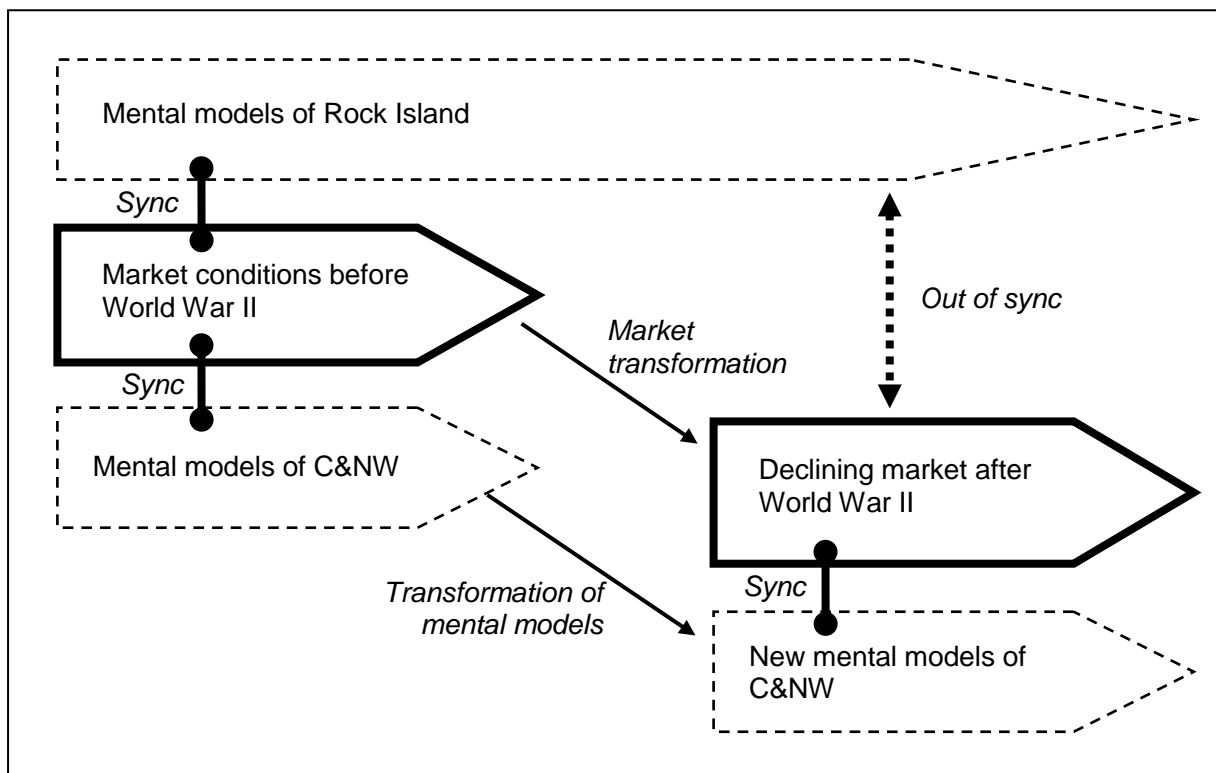 Mental models of Rock Island
Sync
Market conditions before
World War II
Out of sync
Market
transformation
Sync
Mental models of C&NW
Declining market after
World War II
Transformation of
mental models
Sync
New mental models of
C&NW